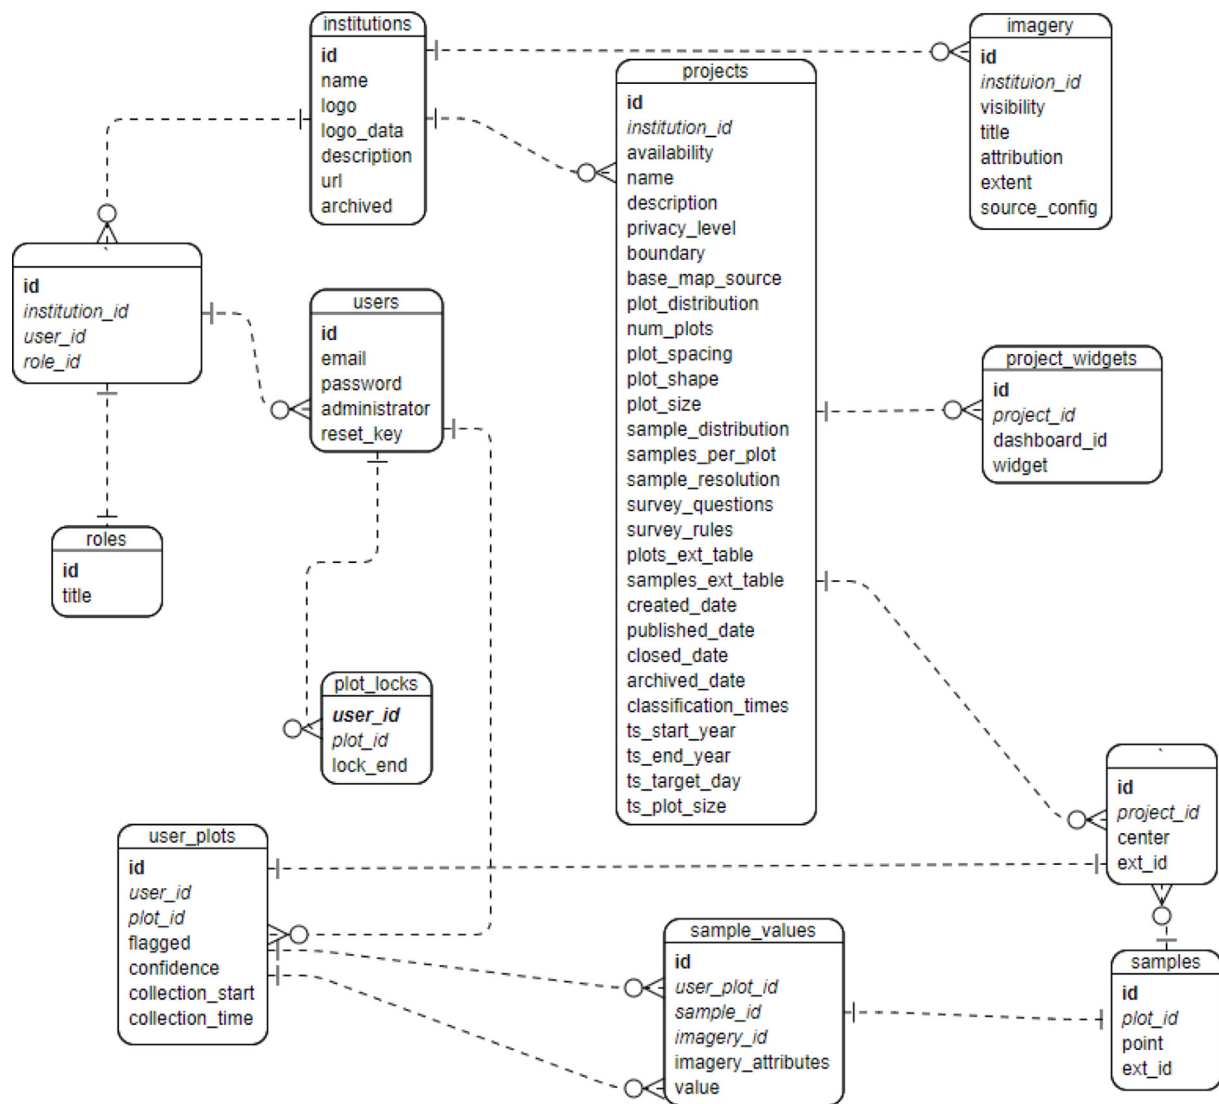 institutions
id
name
logo
logo_data
description
url
archived
imagery
id
instituion_id
visibility
title
attribution
extent
source_config
projects
id
institution_id
availability
name
description
privacy_level
boundary
base_map_source
plot_distribution
num_plots
plot_spacing
plot_shape
plot_size
sample_distribution
samples_per_plot
sample_resolution
survey_questions
survey_rules
plots_ext_table
samples_ext_table
created_date
published_date
closed_date
archived_date
classification_times
ts_start_year
ts_end_year
ts_target_day
ts_plot_size
id
institution_id
user_id
role_id
users
id
email
password
administrator
reset_key
project_widgets
id
project_id
dashboard_id
widget
roles
id
title
plot_locks
user_id
plot_id
lock_end
id
project_id
center
ext_id
user_plots
id
user_id
plot_id
flagged
confidence
collection_start
collection_time
sample_values
id
user_plot_id
sample_id
imagery_id
imagery_attributes
value
samples
id
plot_id
point
ext_id